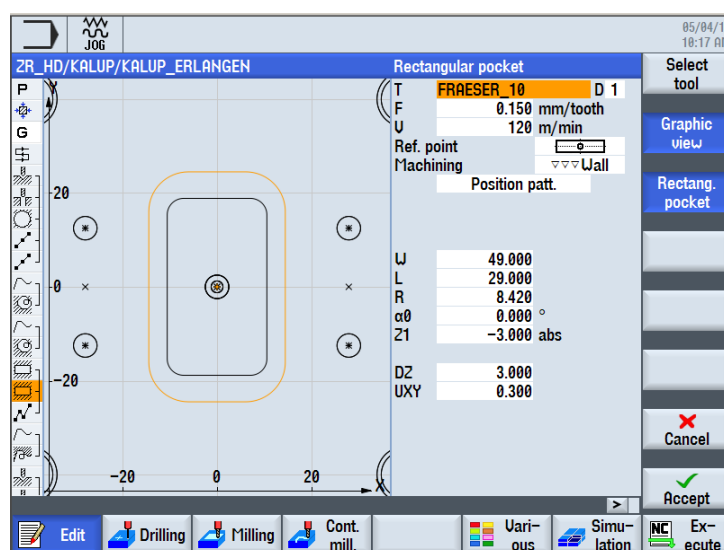 JOG
05/04/1
10:17 AM
ZR_HD/KALUP/KALUP_ERLANGEN
Rectangular pocket
Select
tool
P
Y
T FRAESER_10 D 1
F 0.150 mm/tooth
G
V 120 m/min
Graphic
view
Ref. point
Machining ▽▽▽Wall
Position patt.
Rectang.
pocket
20
W 49.000
L 29.000
0
R 8.420
α0 0.000 °
Z1 -3.000 abs
DZ 3.000
-20
UXY 0.300
Cancel
-20 0 20
X
Accept
>
Edit
Drilling
Milling
Cont.
mill.
Vari-
ous
Simu-
lation
NC Ex-
ecute